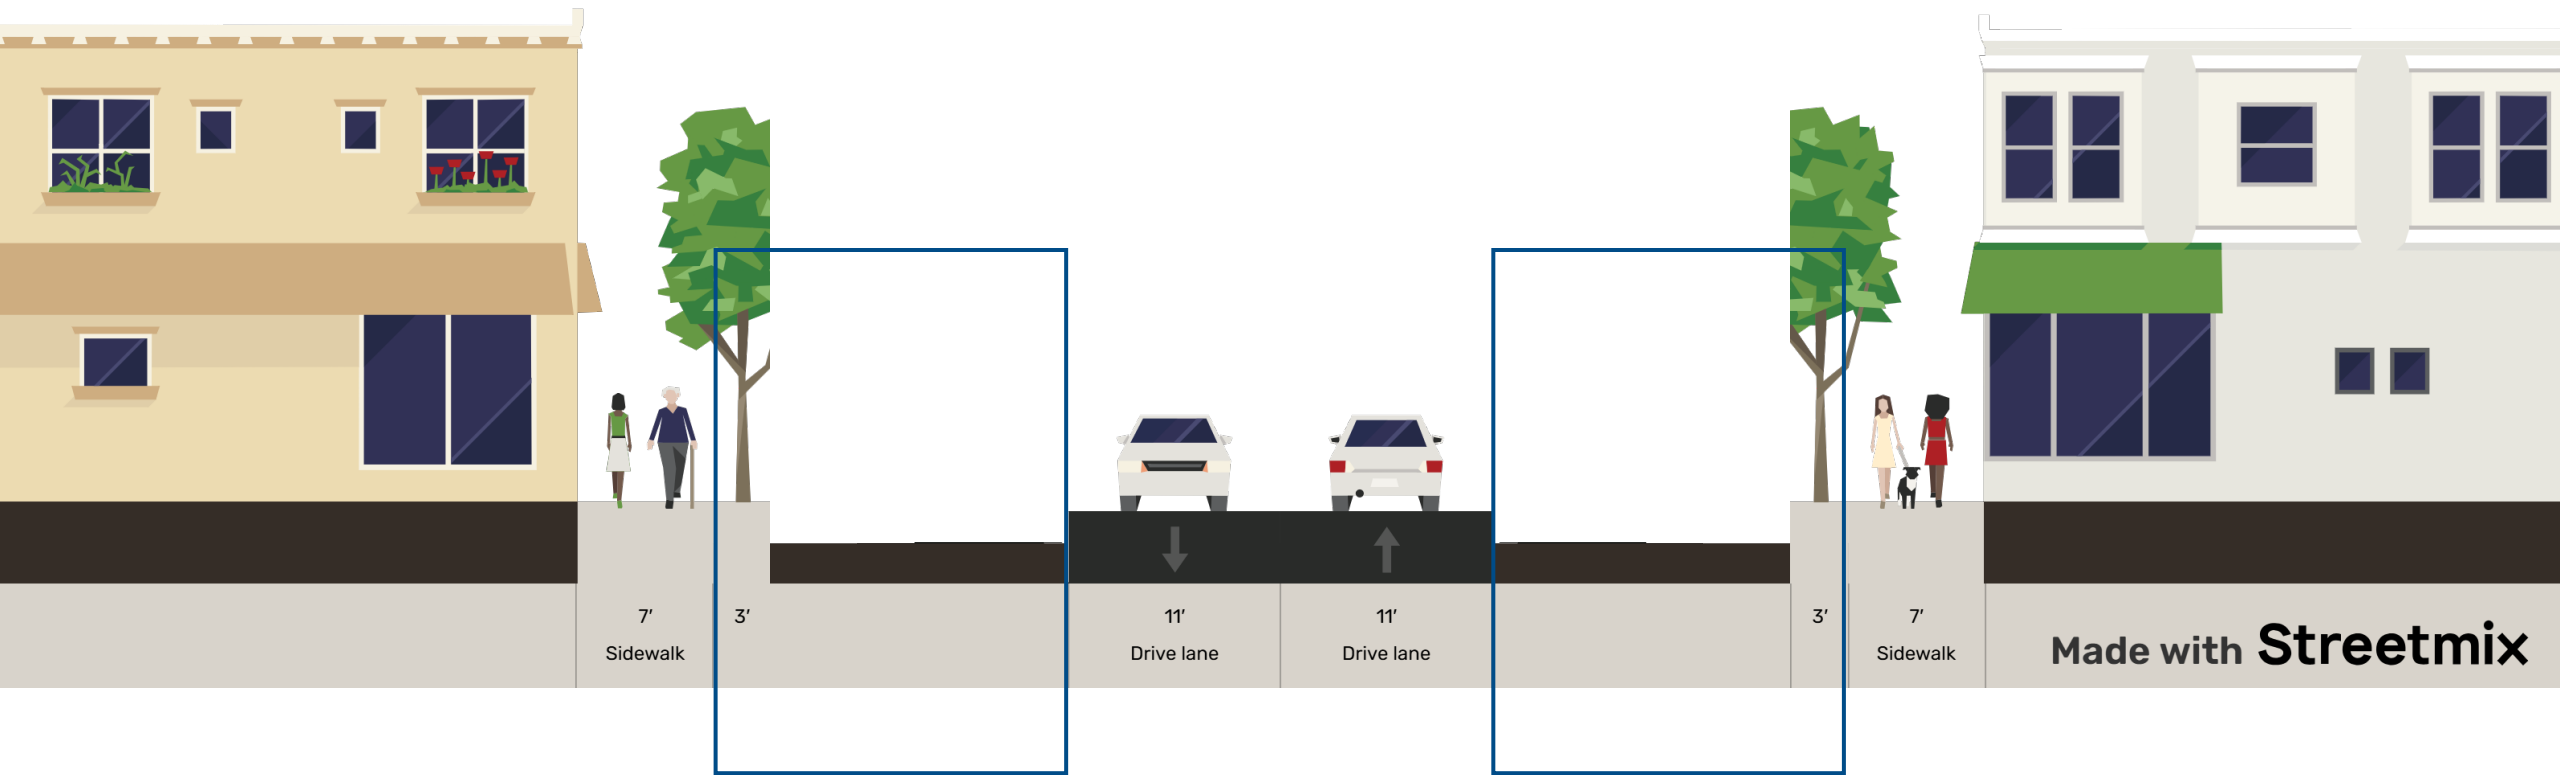 7’
Sidewalk
3’
11’
Drive lane
11’
Drive lane
3’
7’
Sidewalk
Made with Streetmix